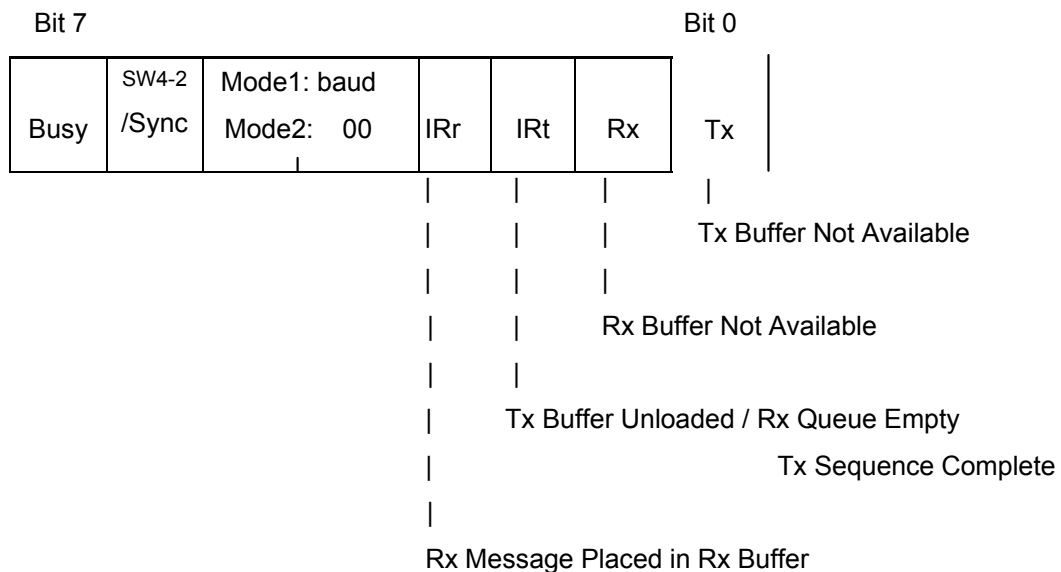 Bit 7 Bit 0
SW4-2 Mode1: baud
Busy /Sync Mode2: 00 IRr IRt Rx Tx
Tx Buffer Not Available
Rx Buffer Not Available
Tx Buffer Unloaded / Rx Queue Empty
Tx Sequence Complete
Rx Message Placed in Rx Buffer